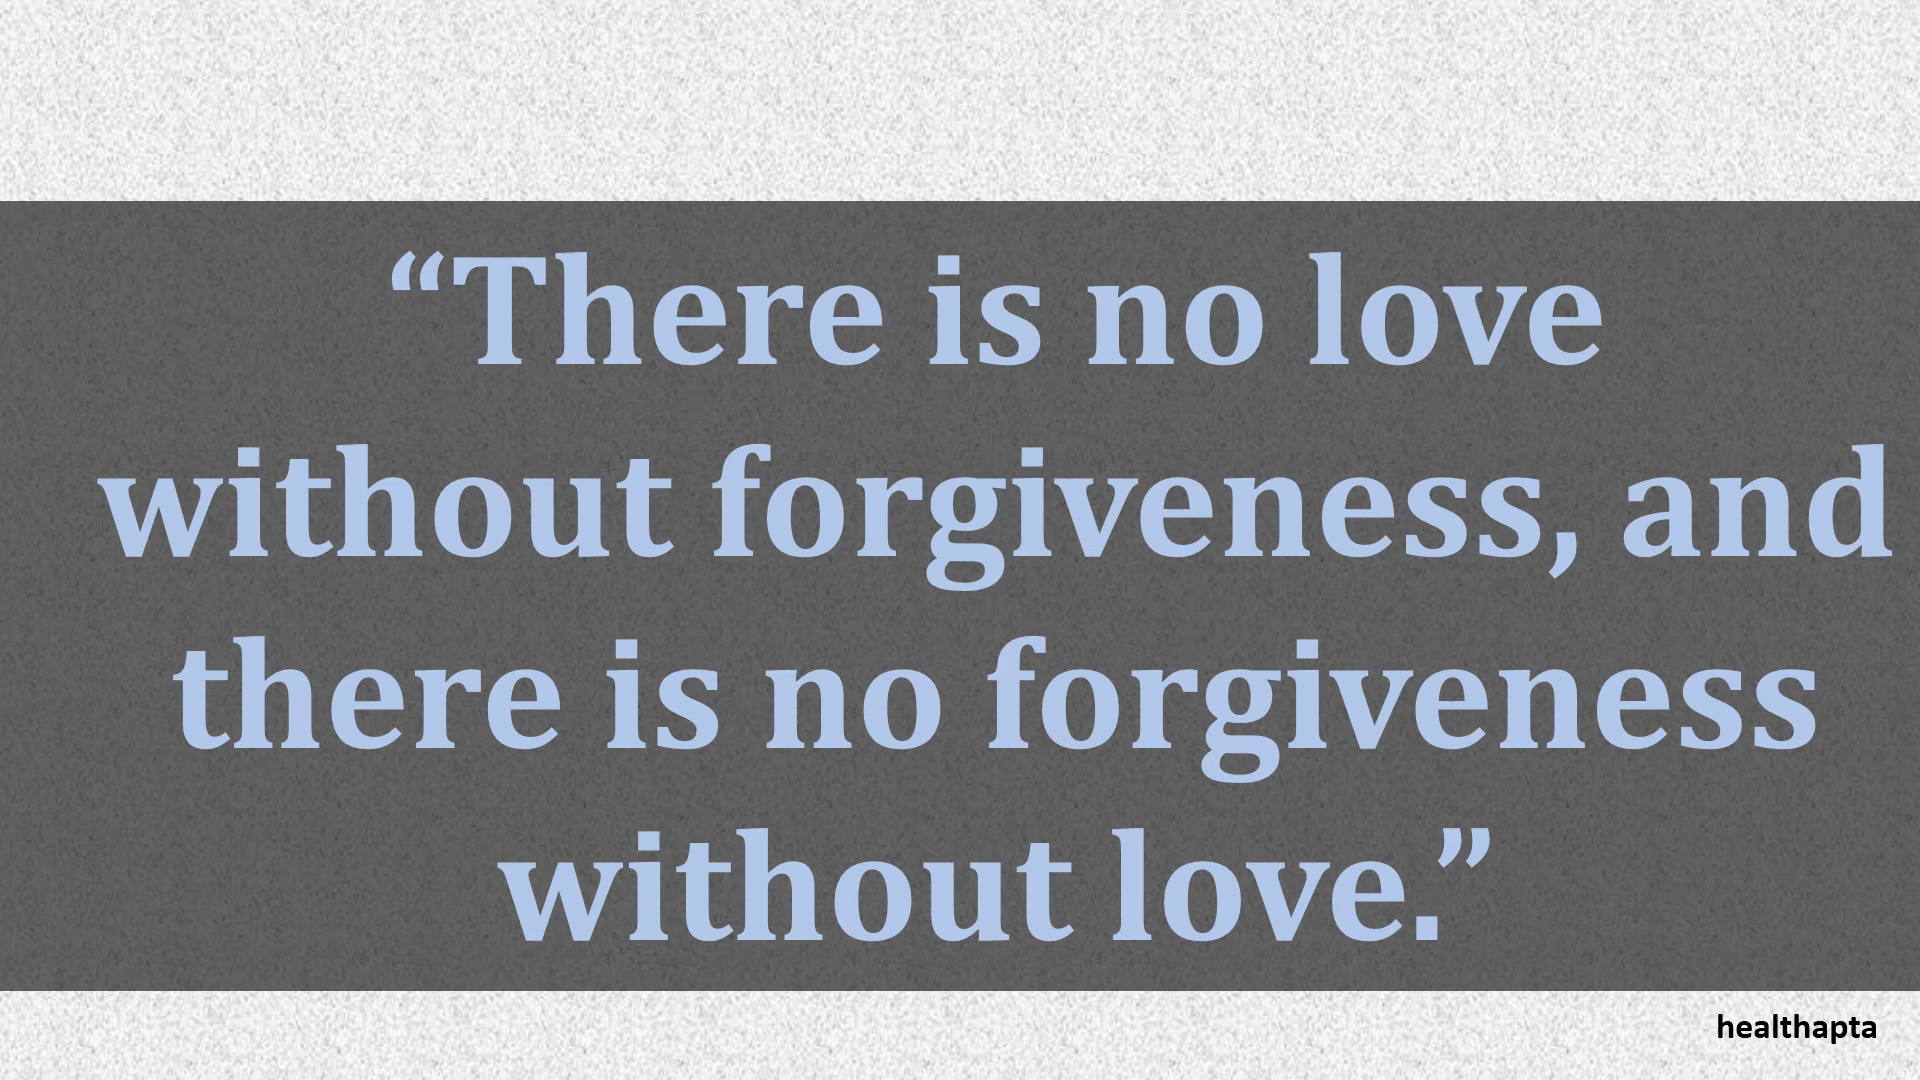 “There is no love
without forgiveness, and
there is no forgiveness
without love.”
healthapta